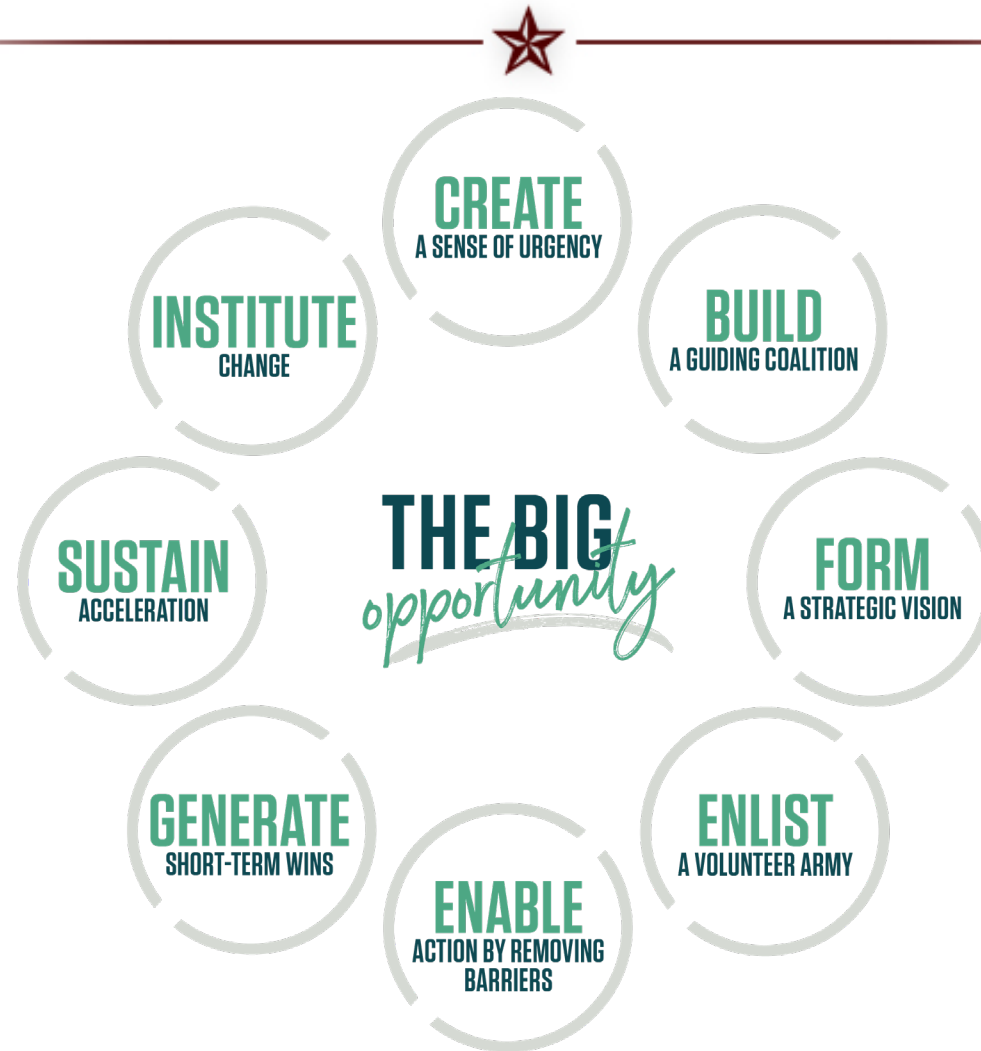 CREATE
A SENSE OF URGENCY
BUILD
A GUIDING COALITION
FORM
A STRATEGIC VISION
ENLIST
A VOLUNTEER ARMY
ENABLE
ACTION BY REMOVING
BARRIERS
GENERATE
SHORT-TERM WINS
SUSTAIN
ACCELERATION
INSTITUTE
CHANGE
THE BIG
opportunity